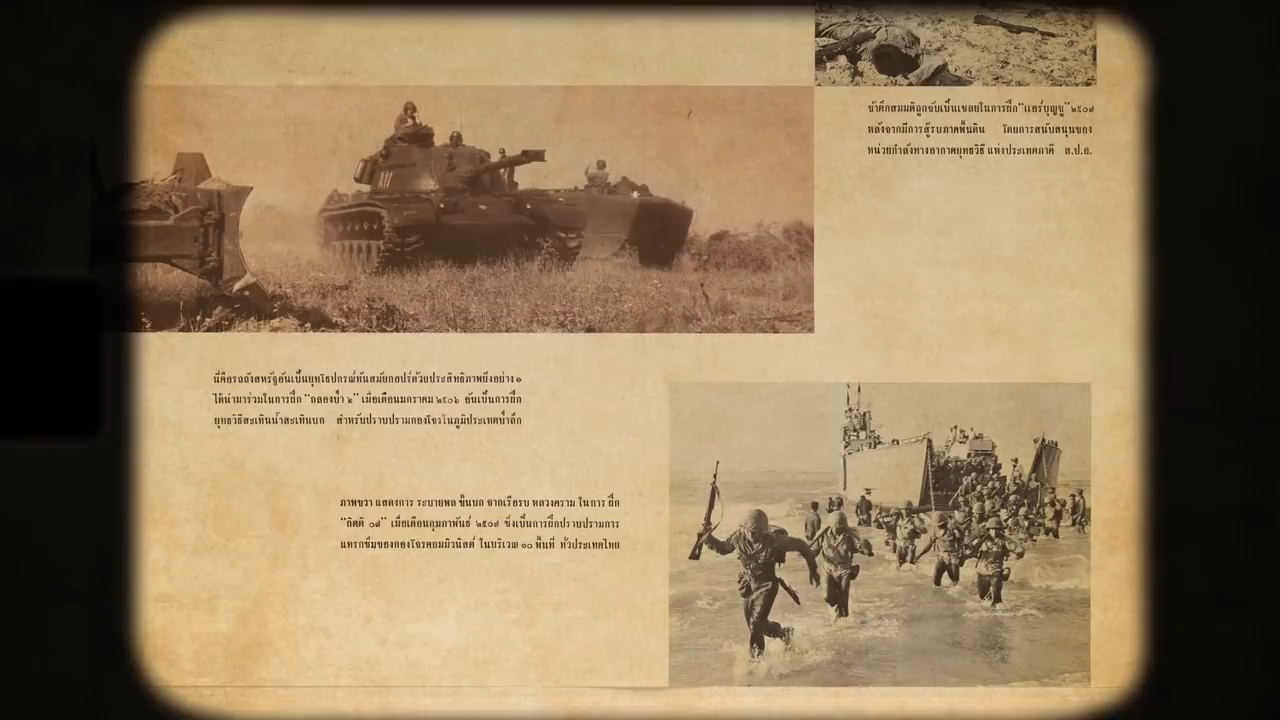 ข้าศึกสมมติถูกจับเป็นเชลยในการฝึก "แอร์บุญชู" ๒๕๐๗
หลังจากมีการสู้รบภาคพื้นดิน โดยการสนับสนุนของ
หน่วยกำลังทางอากาศยุทธวิธี แห่งประเทศภาคี ส.ป.อ.
นี่คือรถถังสหรัฐอันเป็นยุทโธปกรณ์ทันสมัยกอปร์ด้วยประสิทธิภาพยิ่งอย่าง ๑
ได้นำมาร่วมในการฝึก "กลองป่า ๒" เมื่อเดือนมกราคม ๒๕๐๖ อันเป็นการฝึก
ยุทธวิธีสะเทินน้ำสะเทินบก สำหรับปราบปรามกองโจรในภูมิประเทศป่าลึก
ภาพขวา แสดงการ ระบายพล ขึ้นบก จากเรือรบ หลวงคราม ในการ ฝึก
"กิตติ ๐๗" เมื่อเดือนกุมภาพันธ์ ๒๕๐๗ ซึ่งเป็นการฝึกปราบปรามการ
แทรกซึมของกองโจรคอมมิวนิสต์ ในบริเวณ ๑๐ พื้นที่ ทั่วประเทศไทย